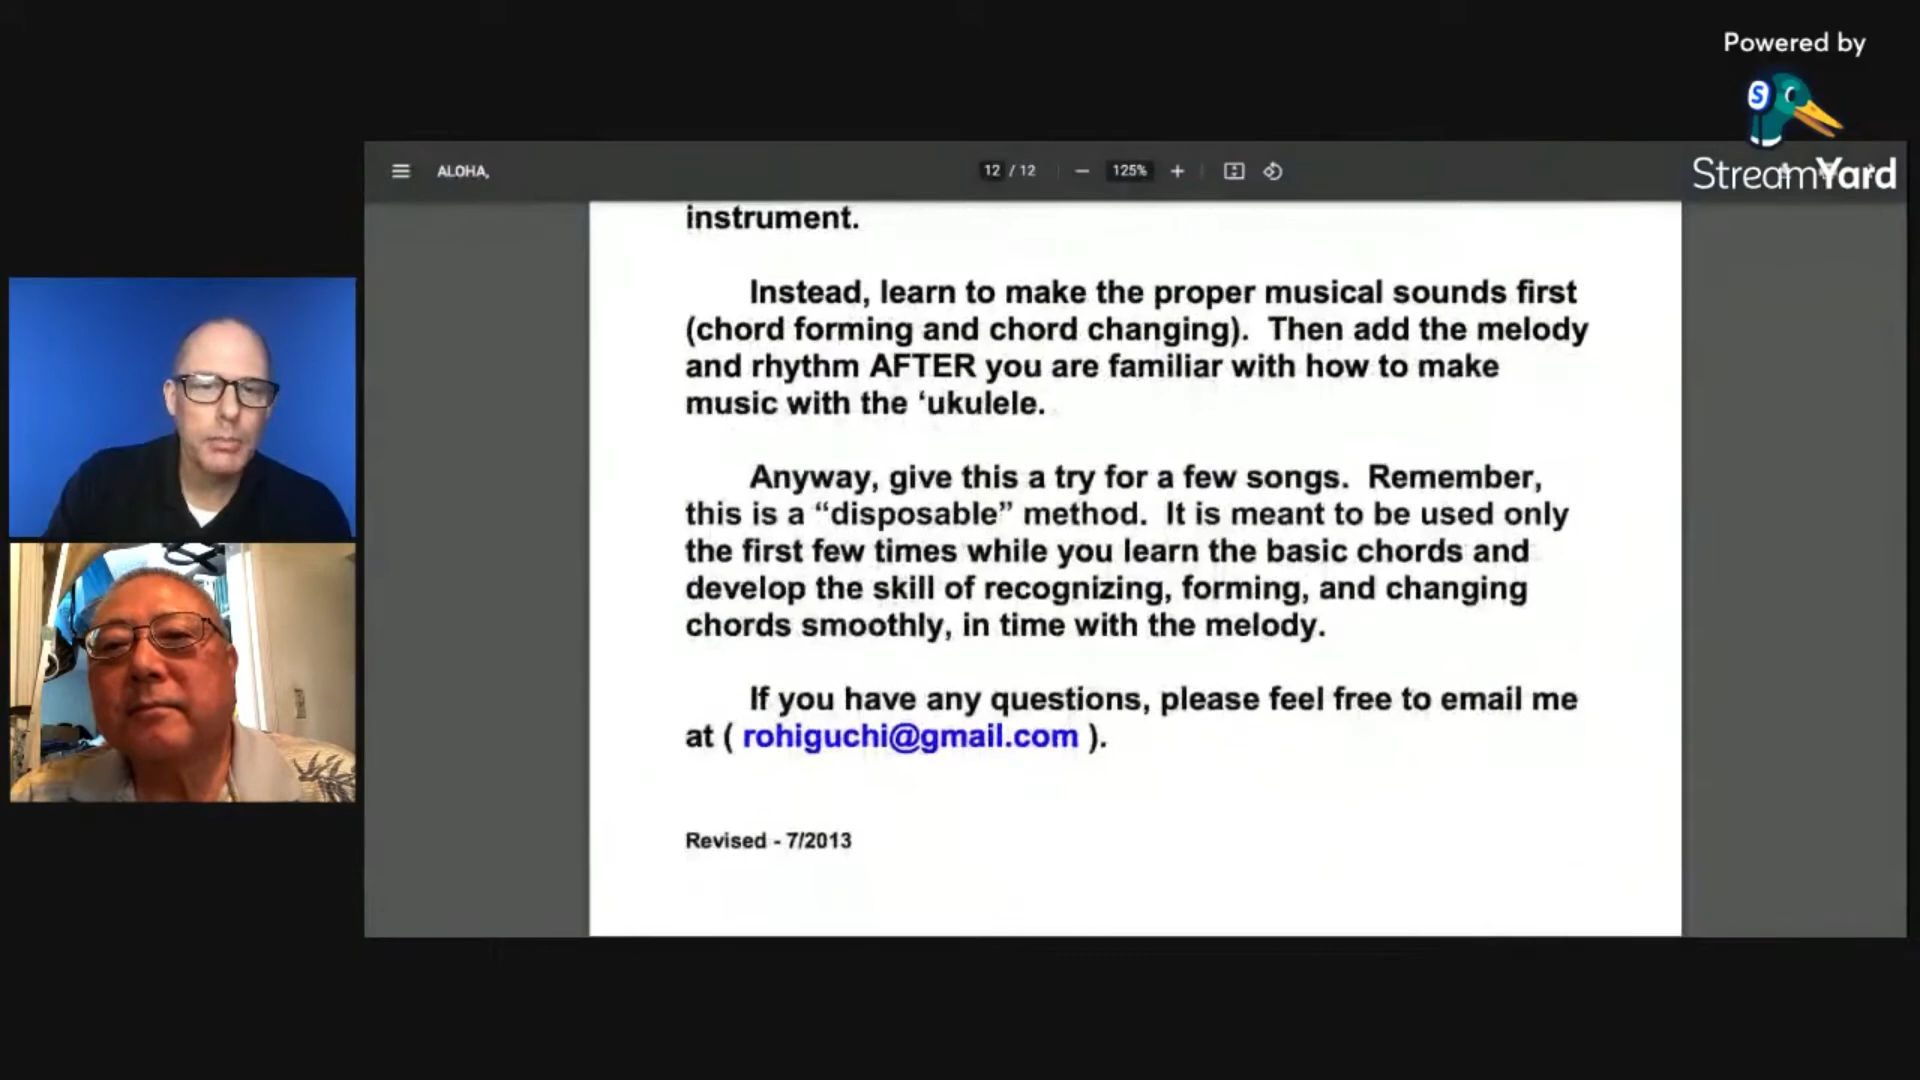 Powered by
StreamYard
ALOHA,
12 / 12
125%
instrument.
Instead, learn to make the proper musical sounds first
(chord forming and chord changing).  Then add the melody
and rhythm AFTER you are familiar with how to make
music with the ‘ukulele.
Anyway, give this a try for a few songs.  Remember,
this is a “disposable” method.  It is meant to be used only
the first few times while you learn the basic chords and
develop the skill of recognizing, forming, and changing
chords smoothly, in time with the melody.
If you have any questions, please feel free to email me
at ( rohiguchi@gmail.com ).
Revised - 7/2013